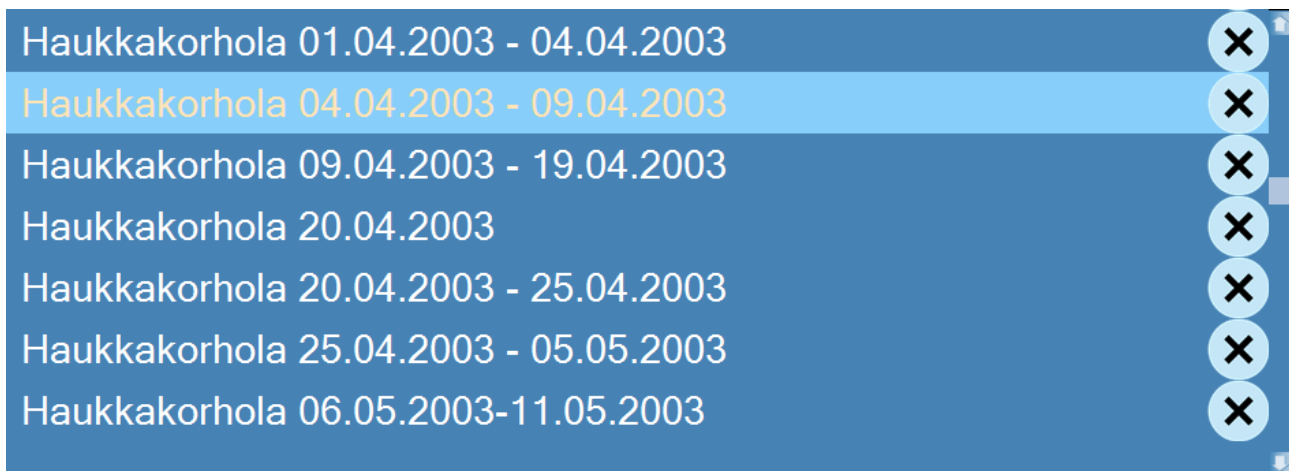 Haukkakorhola 01.04.2003 - 04.04.2003
Haukkakorhola 04.04.2003 - 09.04.2003
Haukkakorhola 09.04.2003 - 19.04.2003
Haukkakorhola 20.04.2003
Haukkakorhola 20.04.2003 - 25.04.2003
Haukkakorhola 25.04.2003 - 05.05.2003
Haukkakorhola 06.05.2003-11.05.2003